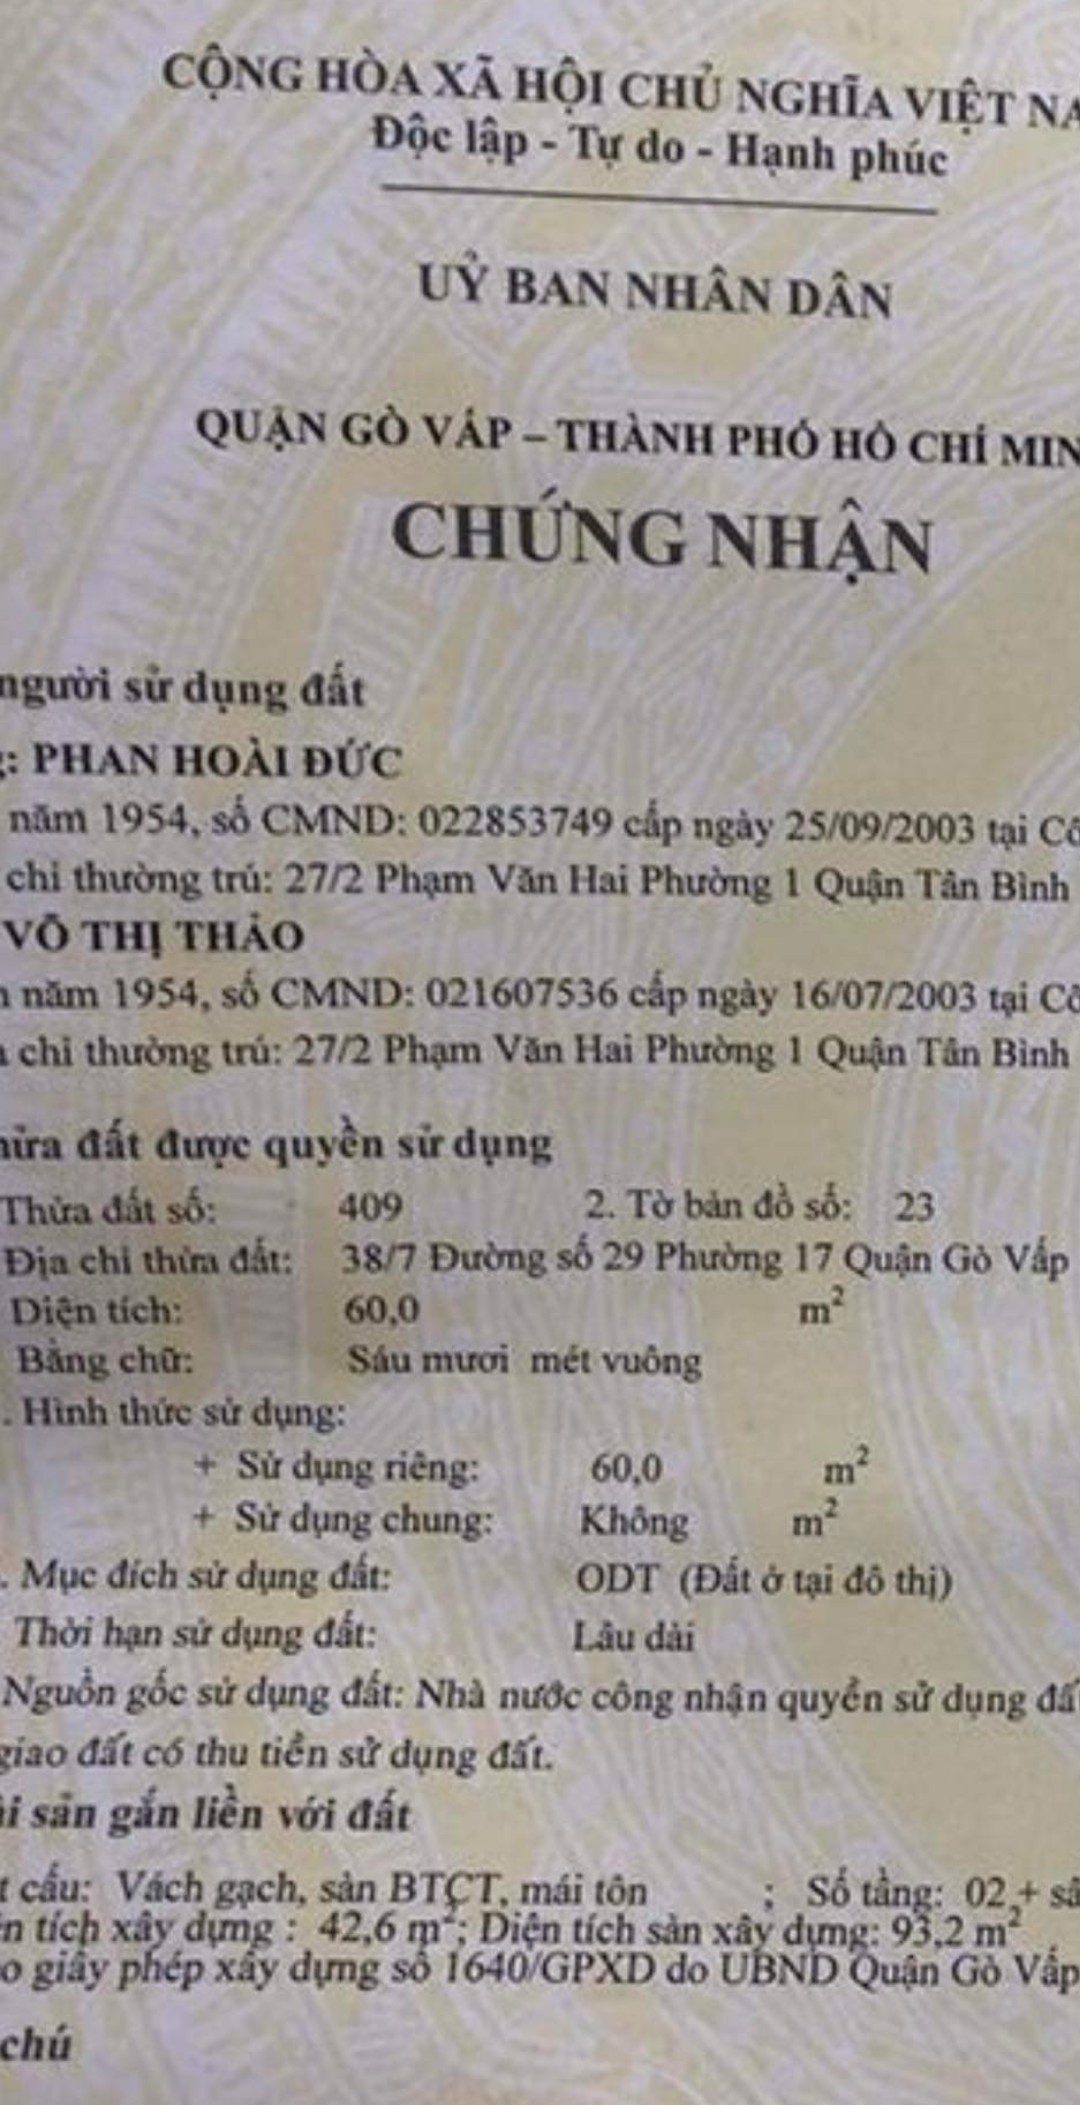 CỘNG HÒA XÃ HỘI CHỦ NGHĨA VIỆT NA
Độc lập - Tự do - Hạnh phúc
UỶ BAN NHÂN DÂN
QUẬN GÒ VẤP – THÀNH PHỐ HỒ CHÍ MIN
CHỨNG NHẬN
người sử dụng đất
g: PHAN HOÀI ĐỨC
năm 1954, số CMND: 022853749 cấp ngày 25/09/2003 tại Cô
chỉ thường trú: 27/2 Phạm Văn Hai Phường 1 Quận Tân Bình
VÕ THỊ THẢO
h năm 1954, số CMND: 021607536 cấp ngày 16/07/2003 tại Cô
a chỉ thường trú: 27/2 Phạm Văn Hai Phường 1 Quận Tân Bình
hửa đất được quyền sử dụng
Thửa đất số: 409 2. Tờ bản đồ số: 23
Địa chỉ thửa đất: 38/7 Đường số 29 Phường 17 Quận Gò Vấp
Diện tích: 60,0 m²
Bằng chữ: Sáu mươi mét vuông
. Hình thức sử dụng:
+ Sử dụng riêng: 60,0 m²
+ Sử dụng chung: Không m²
. Mục đích sử dụng đất: ODT (Đất ở tại đô thị)
Thời hạn sử dụng đất: Lâu dài
Nguồn gốc sử dụng đất: Nhà nước công nhận quyền sử dụng đấ
giao đất có thu tiền sử dụng đất.
ài sản gắn liền với đất
t cấu: Vách gạch, sàn BTCT, mái tôn ; Số tầng: 02 + sâ
ện tích xây dựng : 42,6 m²; Diện tích sàn xây dựng: 93,2 m²
o giấy phép xây dựng số 1640/GPXD do UBND Quận Gò Vấp
chú